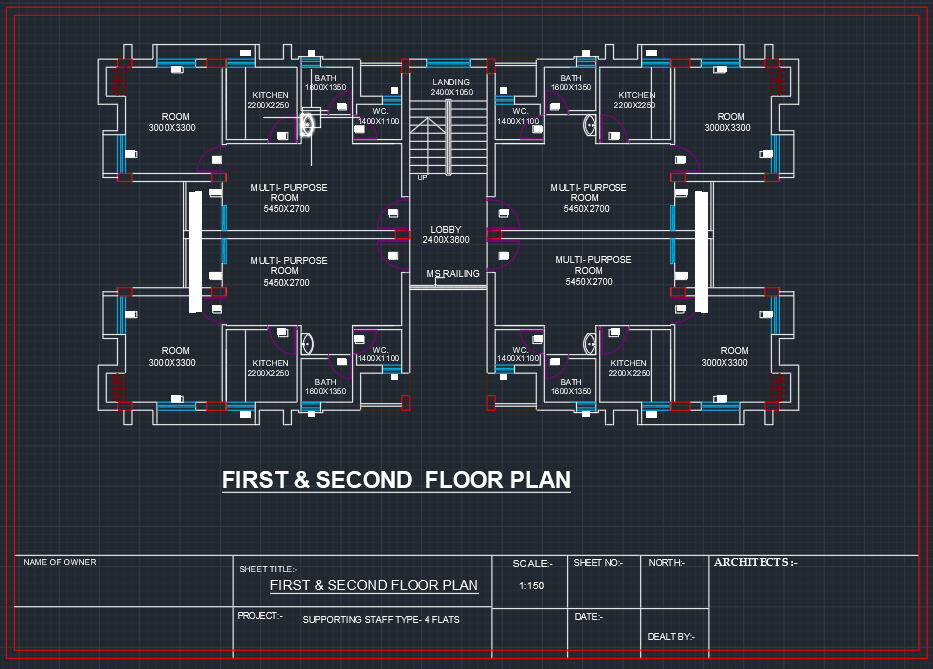 BATH
1600X1350
LANDING
2400X1050
BATH
1600X1350
KITCHEN
2200X2250
KITCHEN
2200X2250
ROOM
3000X3300
WC.
1400X1100
WC.
1400X1100
ROOM
3000X3300
UP
MULTI- PURPOSE
ROOM
5450X2700
MULTI- PURPOSE
ROOM
5450X2700
LOBBY
2400X3600
MULTI- PURPOSE
ROOM
5450X2700
MULTI- PURPOSE
ROOM
5450X2700
M.S.RAILING
ROOM
3000X3300
KITCHEN
2200X2250
WC.
1400X1100
WC.
1400X1100
KITCHEN
2200X2250
ROOM
3000X3300
BATH
1600X1350
BATH
1600X1350
FIRST & SECOND FLOOR PLAN
NAME OF OWNER
SHEET TITLE:-
FIRST & SECOND FLOOR PLAN
PROJECT:-
SUPPORTING STAFF TYPE- 4 FLATS
SCALE:-
1:150
SHEET NO:-
DATE:-
NORTH:-
DEALT BY:-
ARCHITECTS :-